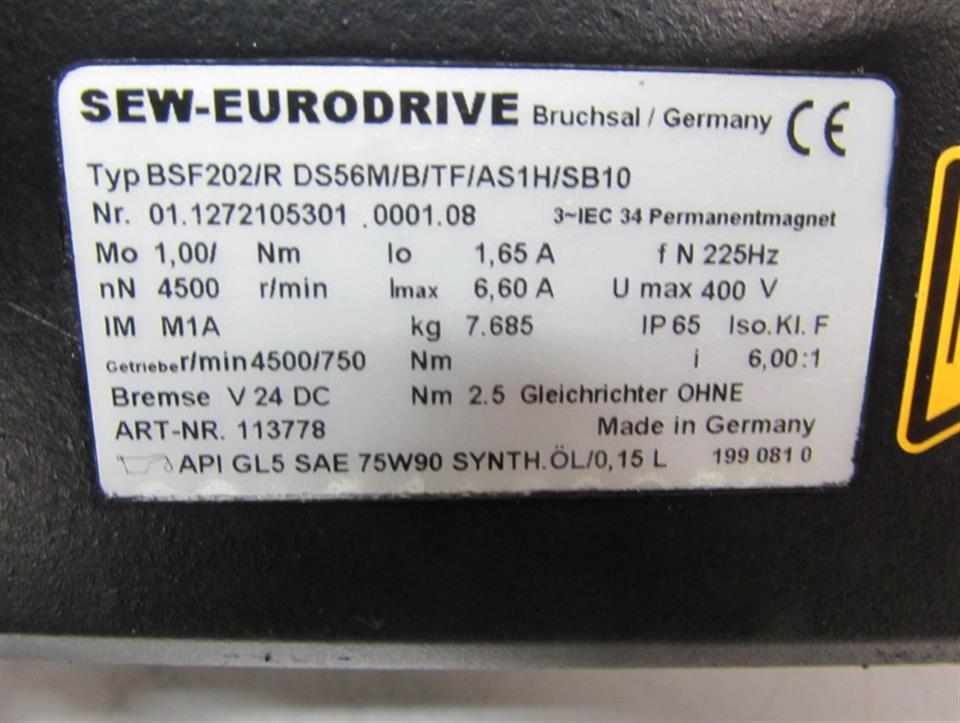 SEW-EURODRIVE Bruchsal / Germany CE
Typ BSF202/R DS56M/B/TF/AS1H/SB10
Nr. 01.1272105301 .0001.08 3~IEC 34 Permanentmagnet
Mo 1,00/ Nm Io 1,65 A f N 225Hz
nN 4500 r/min Imax 6,60 A U max 400 V
IM M1A kg 7.685 IP 65 Iso.Kl. F
Getriebe r/min 4500/750 Nm i 6,00:1
Bremse V 24 DC Nm 2.5 Gleichrichter OHNE
ART-NR. 113778 Made in Germany
API GL5 SAE 75W90 SYNTH.ÖL/0,15 L 199 081 0